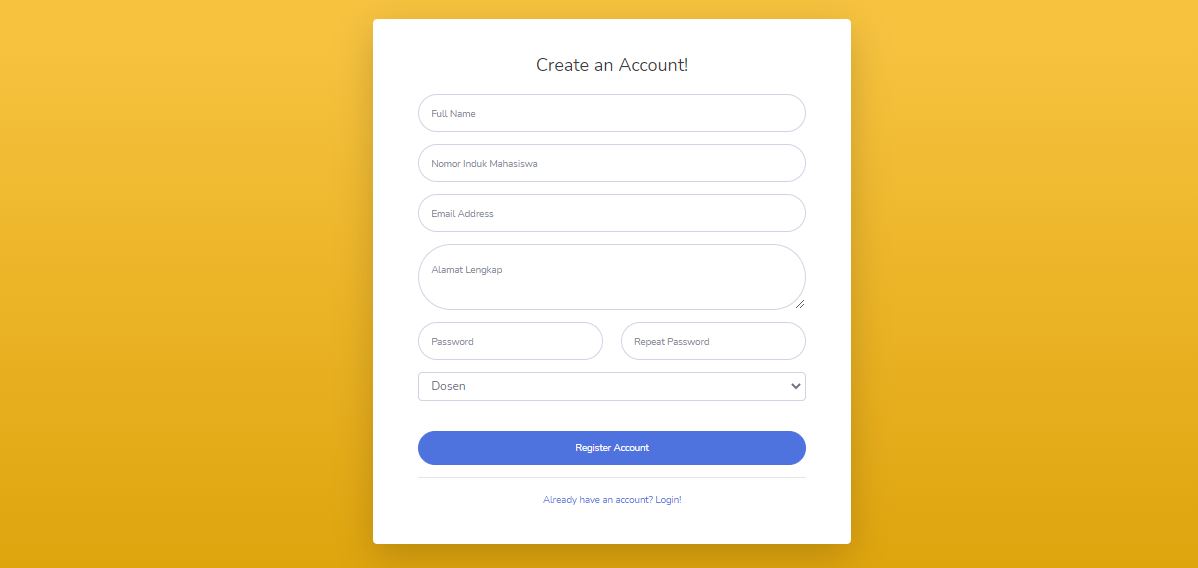 Create an Account!
Full Name
Nomor Induk Mahasiswa
Email Address
Alamat Lengkap
Password
Repeat Password
Dosen
Register Account
Already have an account? Login!